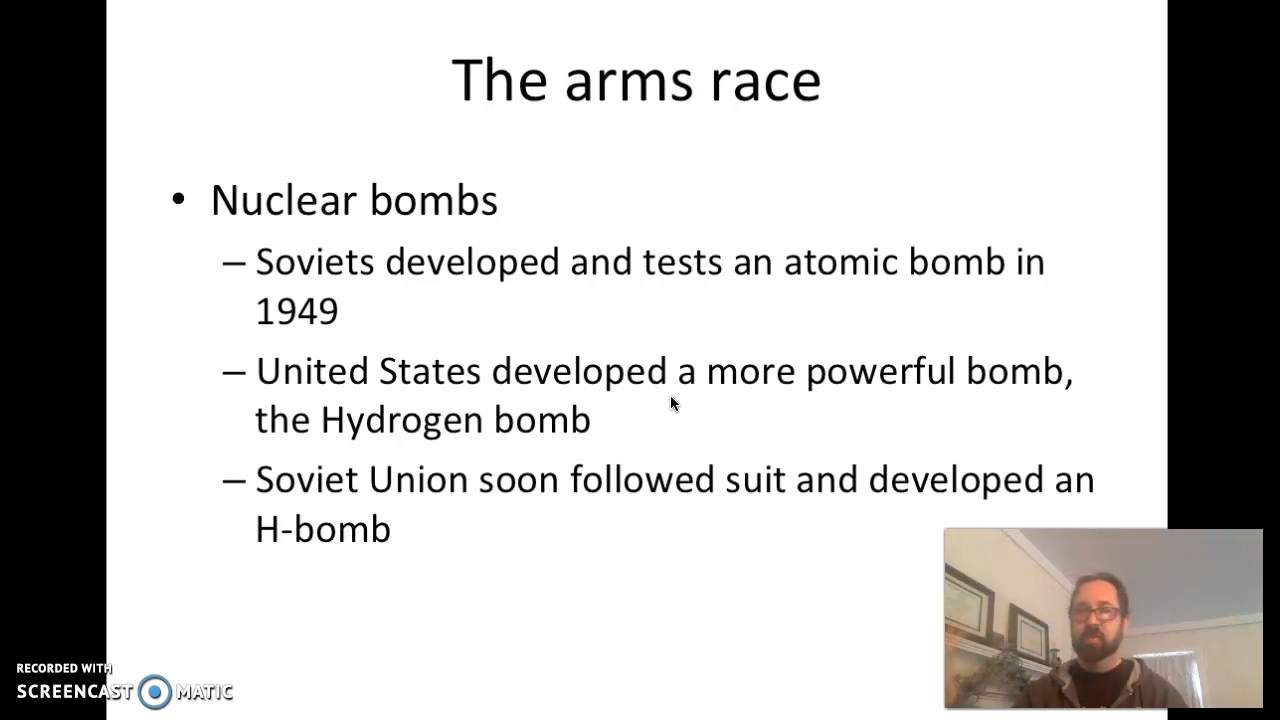 The arms race
• Nuclear bombs
– Soviets developed and tests an atomic bomb in
1949
– United States developed a more powerful bomb,
the Hydrogen bomb
– Soviet Union soon followed suit and developed an
H-bomb
RECORDED WITH
SCREENCAST MATIC